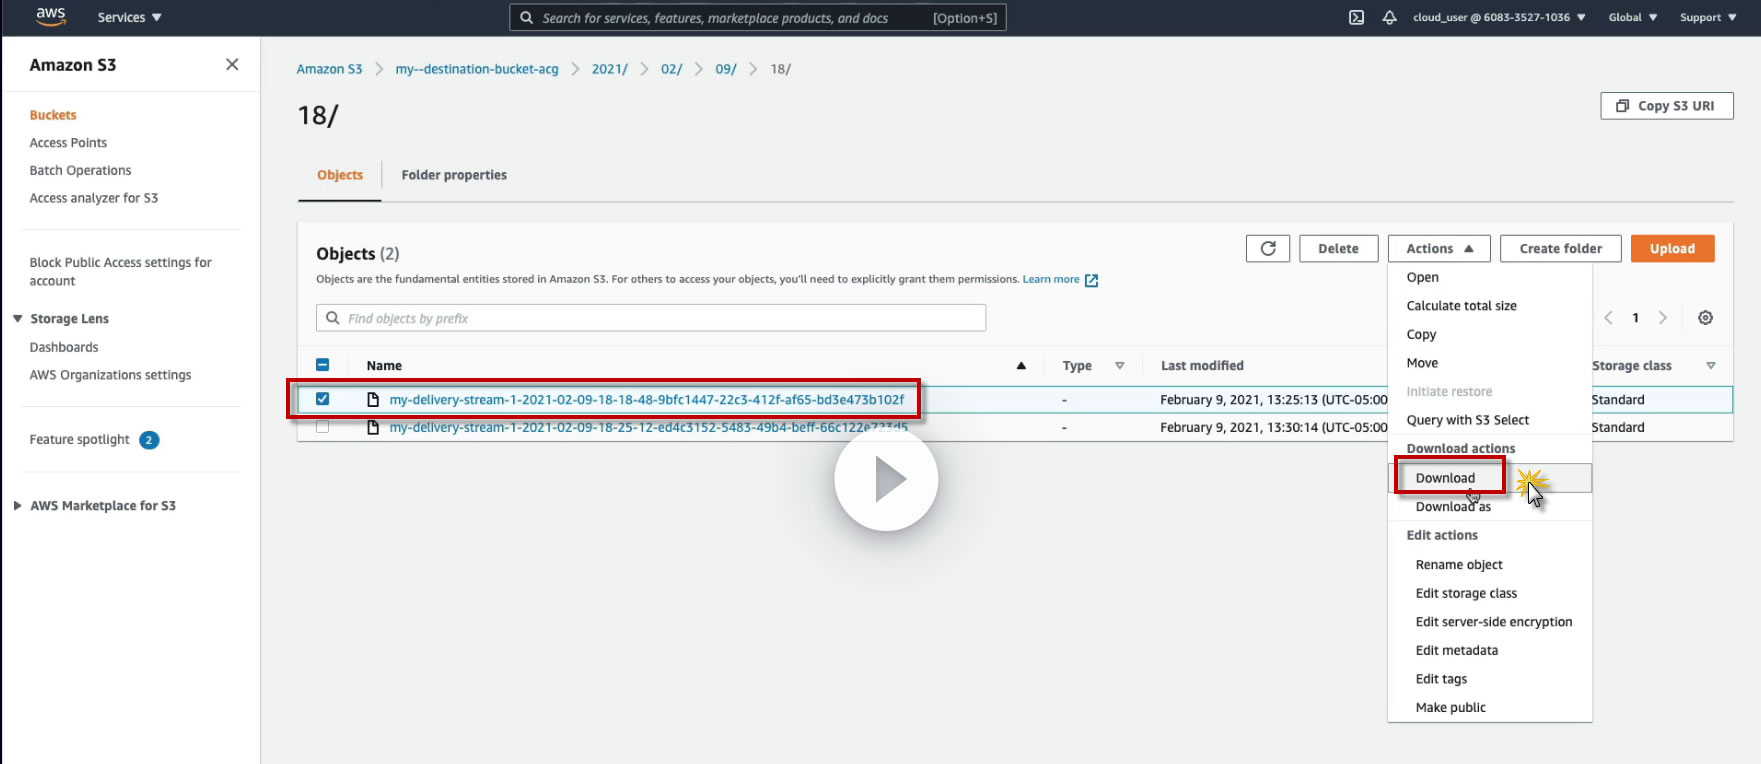 aws Services Search for services, features, marketplace products, and docs [Option+S] cloud_user @ 6083-3527-1036 Global Support
Amazon S3
Buckets
Access Points
Batch Operations
Access analyzer for S3
Block Public Access settings for
account
Storage Lens
Dashboards
AWS Organizations settings
Feature spotlight 2
AWS Marketplace for S3
Amazon S3 my--destination-bucket-acg 2021/ 02/ 09/ 18/
18/
Copy S3 URI
Objects Folder properties
Objects (2)
Delete Actions Create folder Upload
Objects are the fundamental entities stored in Amazon S3. For others to access your objects, you'll need to explicitly grant them permissions. Learn more
Find objects by prefix
1
Name Type Last modified Storage class
my-delivery-stream-1-2021-02-09-18-18-48-9bfc1447-22c3-412f-af65-bd3e473b102f - February 9, 2021, 13:25:13 (UTC-05:00 Standard
my-delivery-stream-1-2021-02-09-18-25-12-ed4c3152-5483-49b4-beff-66c122e723d5 - February 9, 2021, 13:30:14 (UTC-05:00 Standard
Open
Calculate total size
Copy
Move
Initiate restore
Query with S3 Select
Download actions
Download
Download as
Edit actions
Rename object
Edit storage class
Edit server-side encryption
Edit metadata
Edit tags
Make public